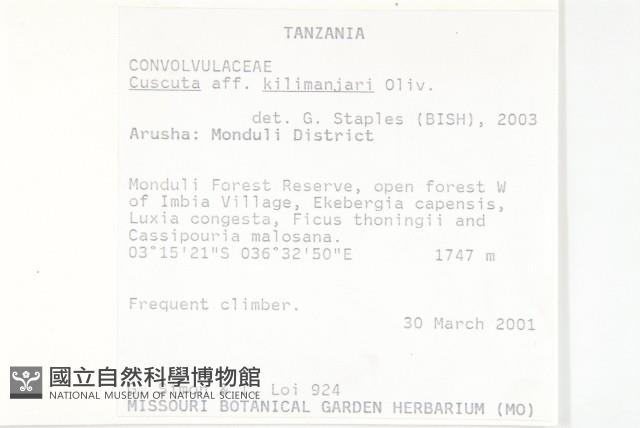 TANZANIA
CONVOLVULACEAE
Cuscuta aff. kilimanjari Oliv.
det. G. Staples (BISH), 2003
Arusha: Monduli District
Monduli Forest Reserve, open forest W
of Imbia Village, Ekebergia capensis,
Luxia congesta, Ficus thoningii and
Cassipouria malosana.
03°15'21"S 036°32'50"E 1747 m
Frequent climber.
30 March 2001
Loi 924
MISSOURI BOTANICAL GARDEN HERBARIUM (MO)
國立自然科學博物館
NATIONAL MUSEUM OF NATURAL SCIENCE